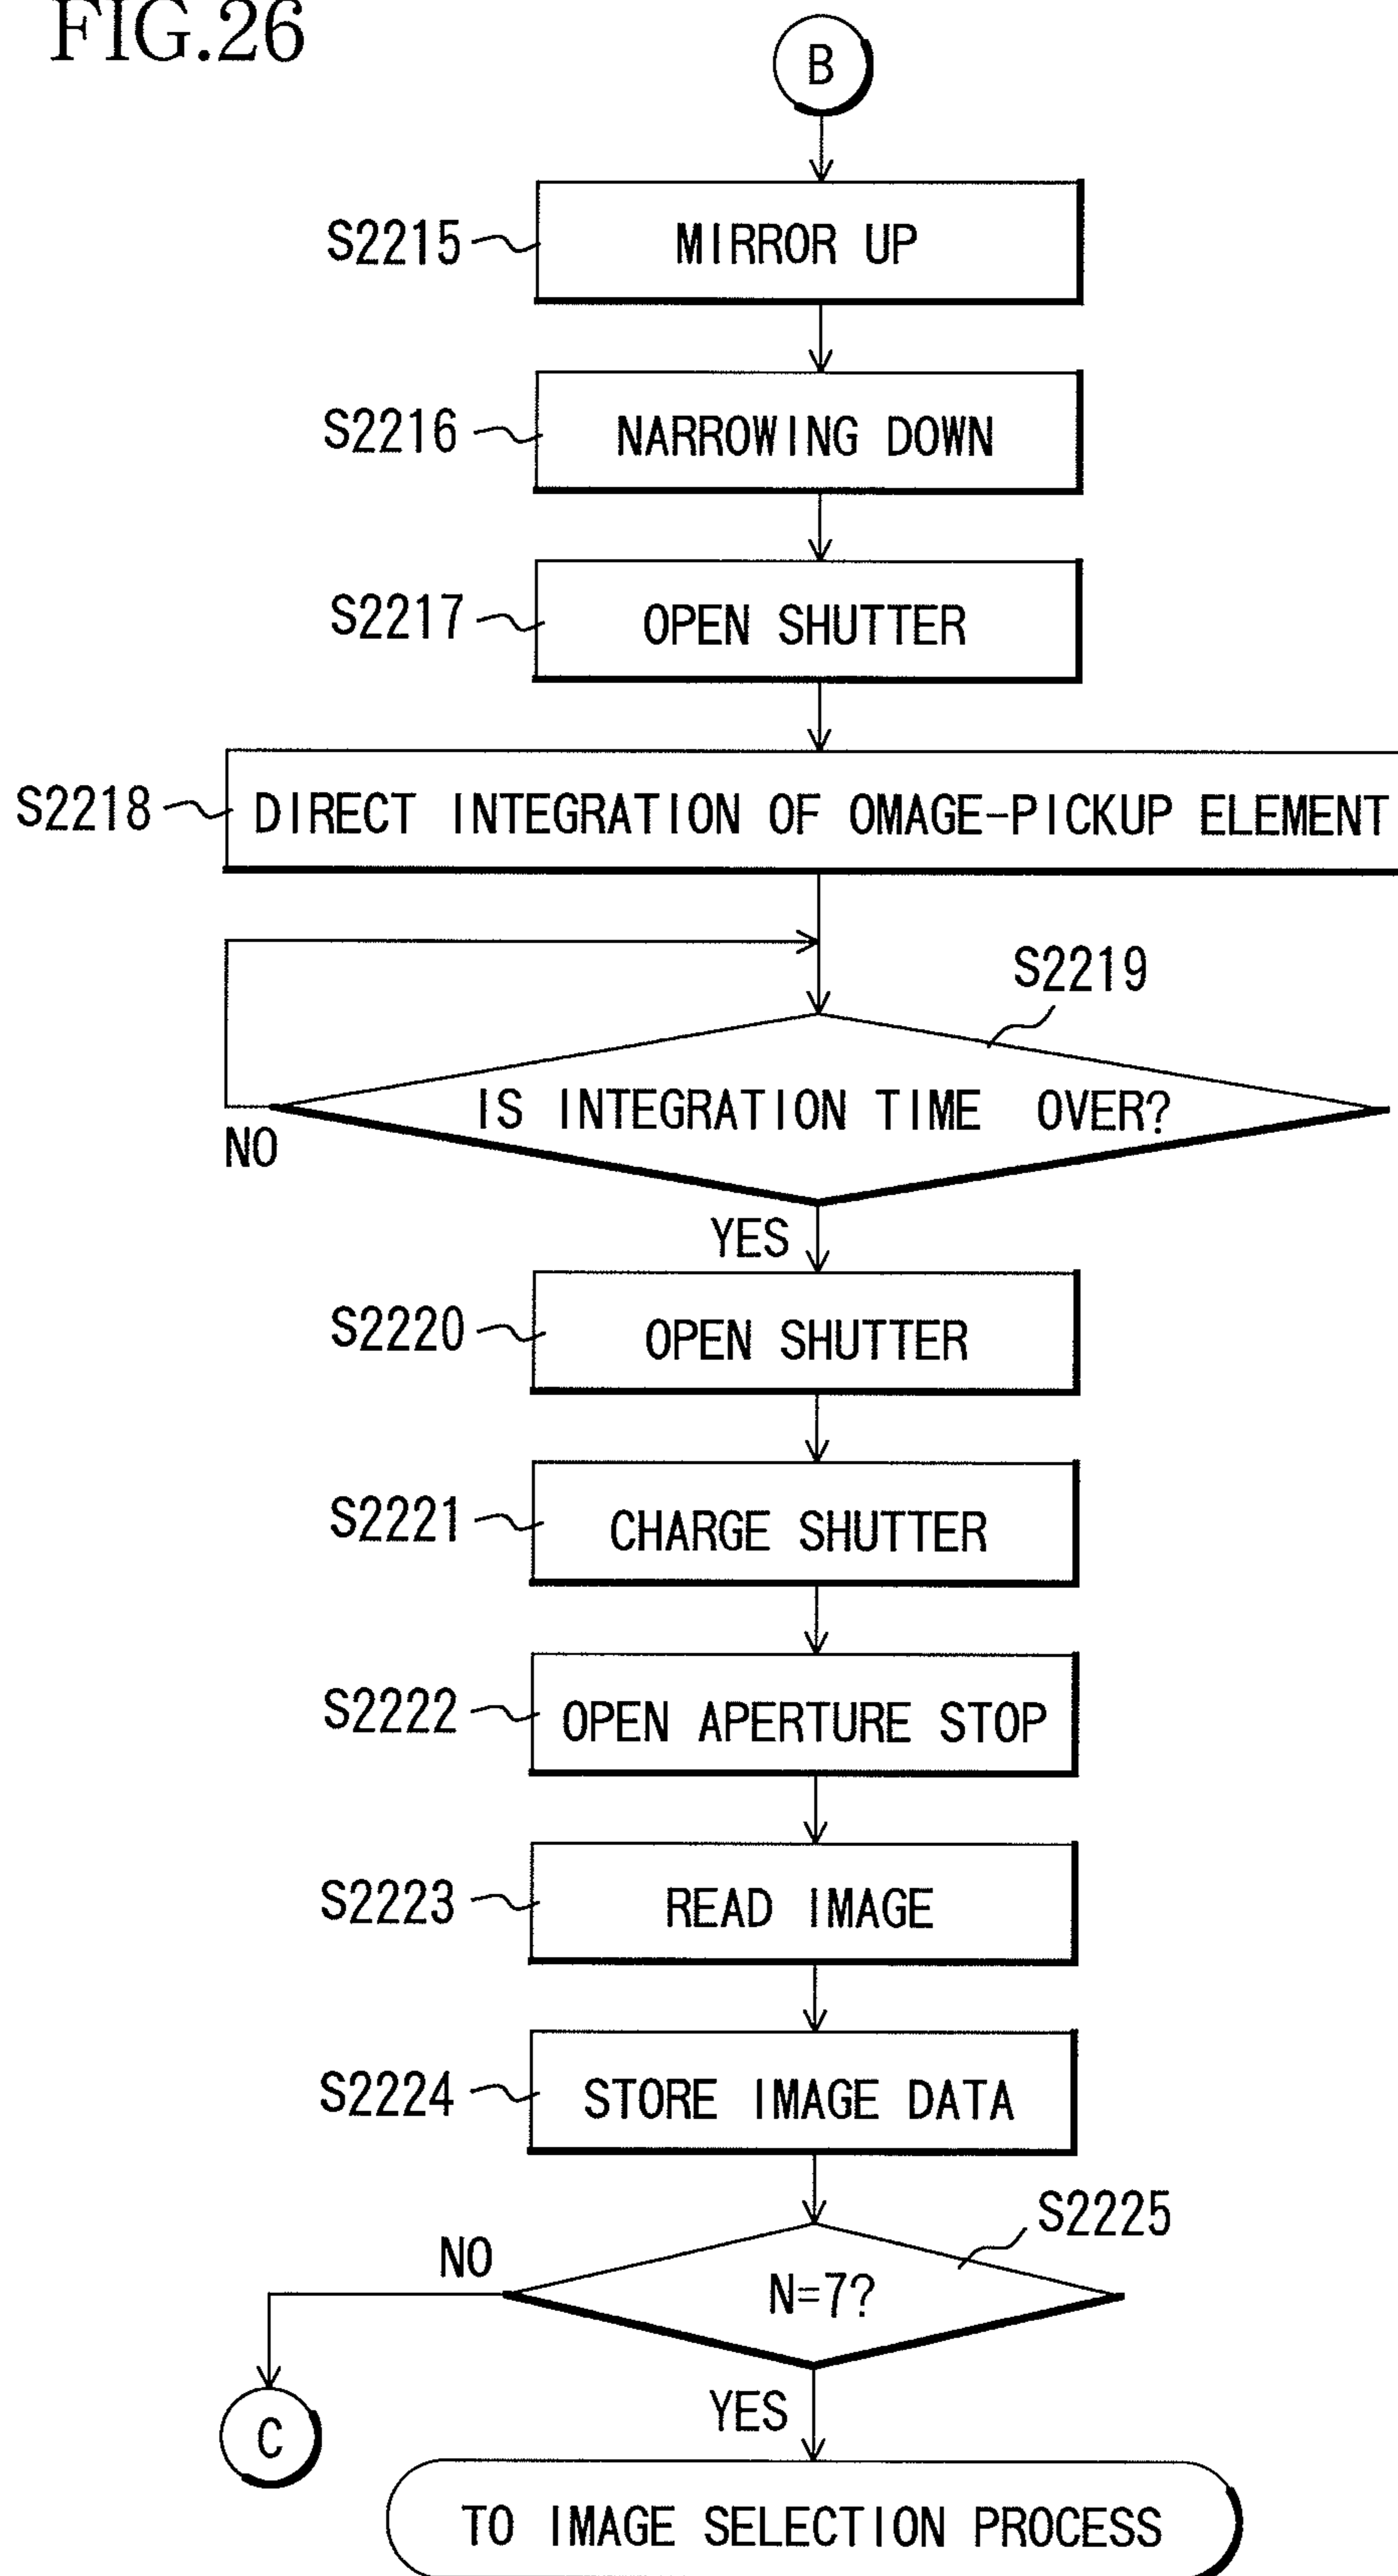 FIG.26
B
S2215
MIRROR UP
S2216
NARROWING DOWN
S2217
OPEN SHUTTER
S2218
DIRECT INTEGRATION OF OMAGE-PICKUP ELEMENT
S2219
IS INTEGRATION TIME OVER?
NO
YES
S2220
OPEN SHUTTER
S2221
CHARGE SHUTTER
S2222
OPEN APERTURE STOP
S2223
READ IMAGE
S2224
STORE IMAGE DATA
S2225
NO
N=7?
YES
C
TO IMAGE SELECTION PROCESS